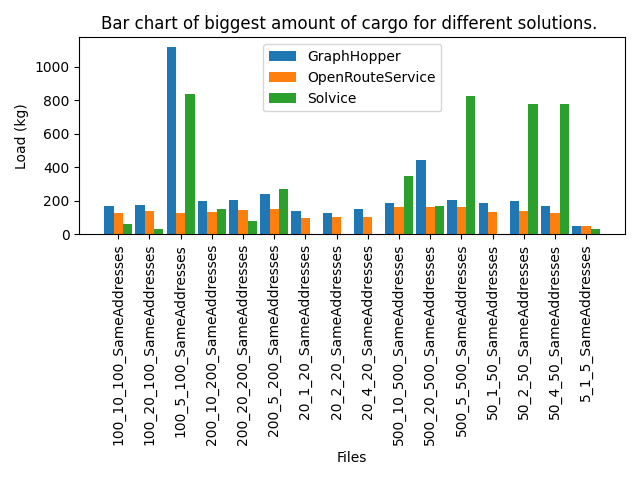 Bar chart of biggest amount of cargo for different solutions.
GraphHopper
OpenRouteService
Solvice
Load (kg)
1000
800
600
400
200
0
100_10_100_SameAddresses
100_20_100_SameAddresses
100_5_100_SameAddresses
200_10_200_SameAddresses
200_20_200_SameAddresses
200_5_200_SameAddresses
20_1_20_SameAddresses
20_2_20_SameAddresses
20_4_20_SameAddresses
500_10_500_SameAddresses
500_20_500_SameAddresses
500_5_500_SameAddresses
50_1_50_SameAddresses
50_2_50_SameAddresses
50_4_50_SameAddresses
5_1_5_SameAddresses
Files